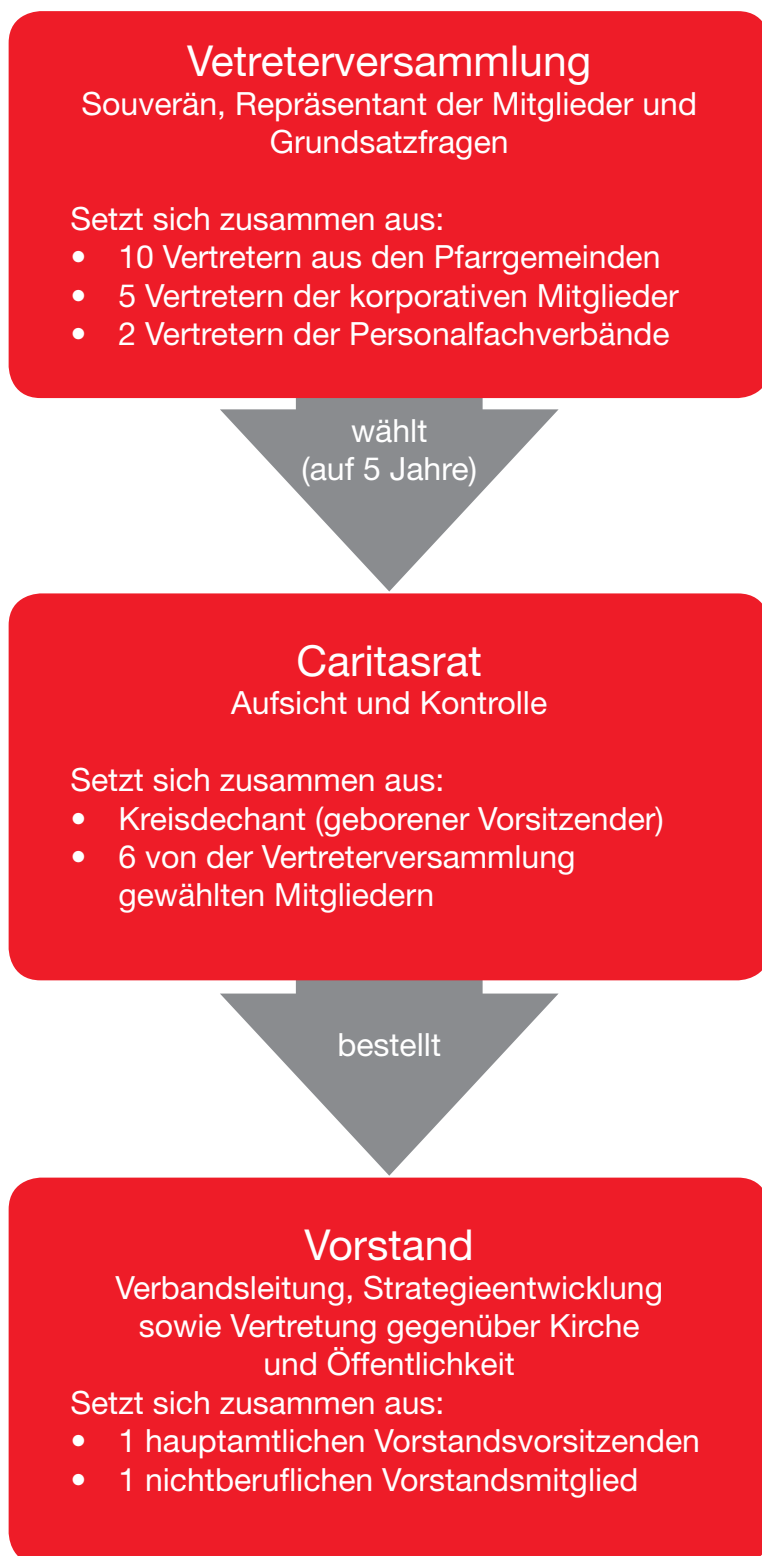 Vetreterversammlung
Souverän, Repräsentant der Mitglieder und
Grundsatzfragen
Setzt sich zusammen aus:
• 10 Vertretern aus den Pfarrgemeinden
• 5 Vertretern der korporativen Mitglieder
• 2 Vertretern der Personalfachverbände
wählt
(auf 5 Jahre)
Caritasrat
Aufsicht und Kontrolle
Setzt sich zusammen aus:
• Kreisdechant (geborener Vorsitzender)
• 6 von der Vertreterversammlung
gewählten Mitgliedern
bestellt
Vorstand
Verbandsleitung, Strategieentwicklung
sowie Vertretung gegenüber Kirche
und Öffentlichkeit
Setzt sich zusammen aus:
• 1 hauptamtlichen Vorstandsvorsitzenden
• 1 nichtberuflichen Vorstandsmitglied